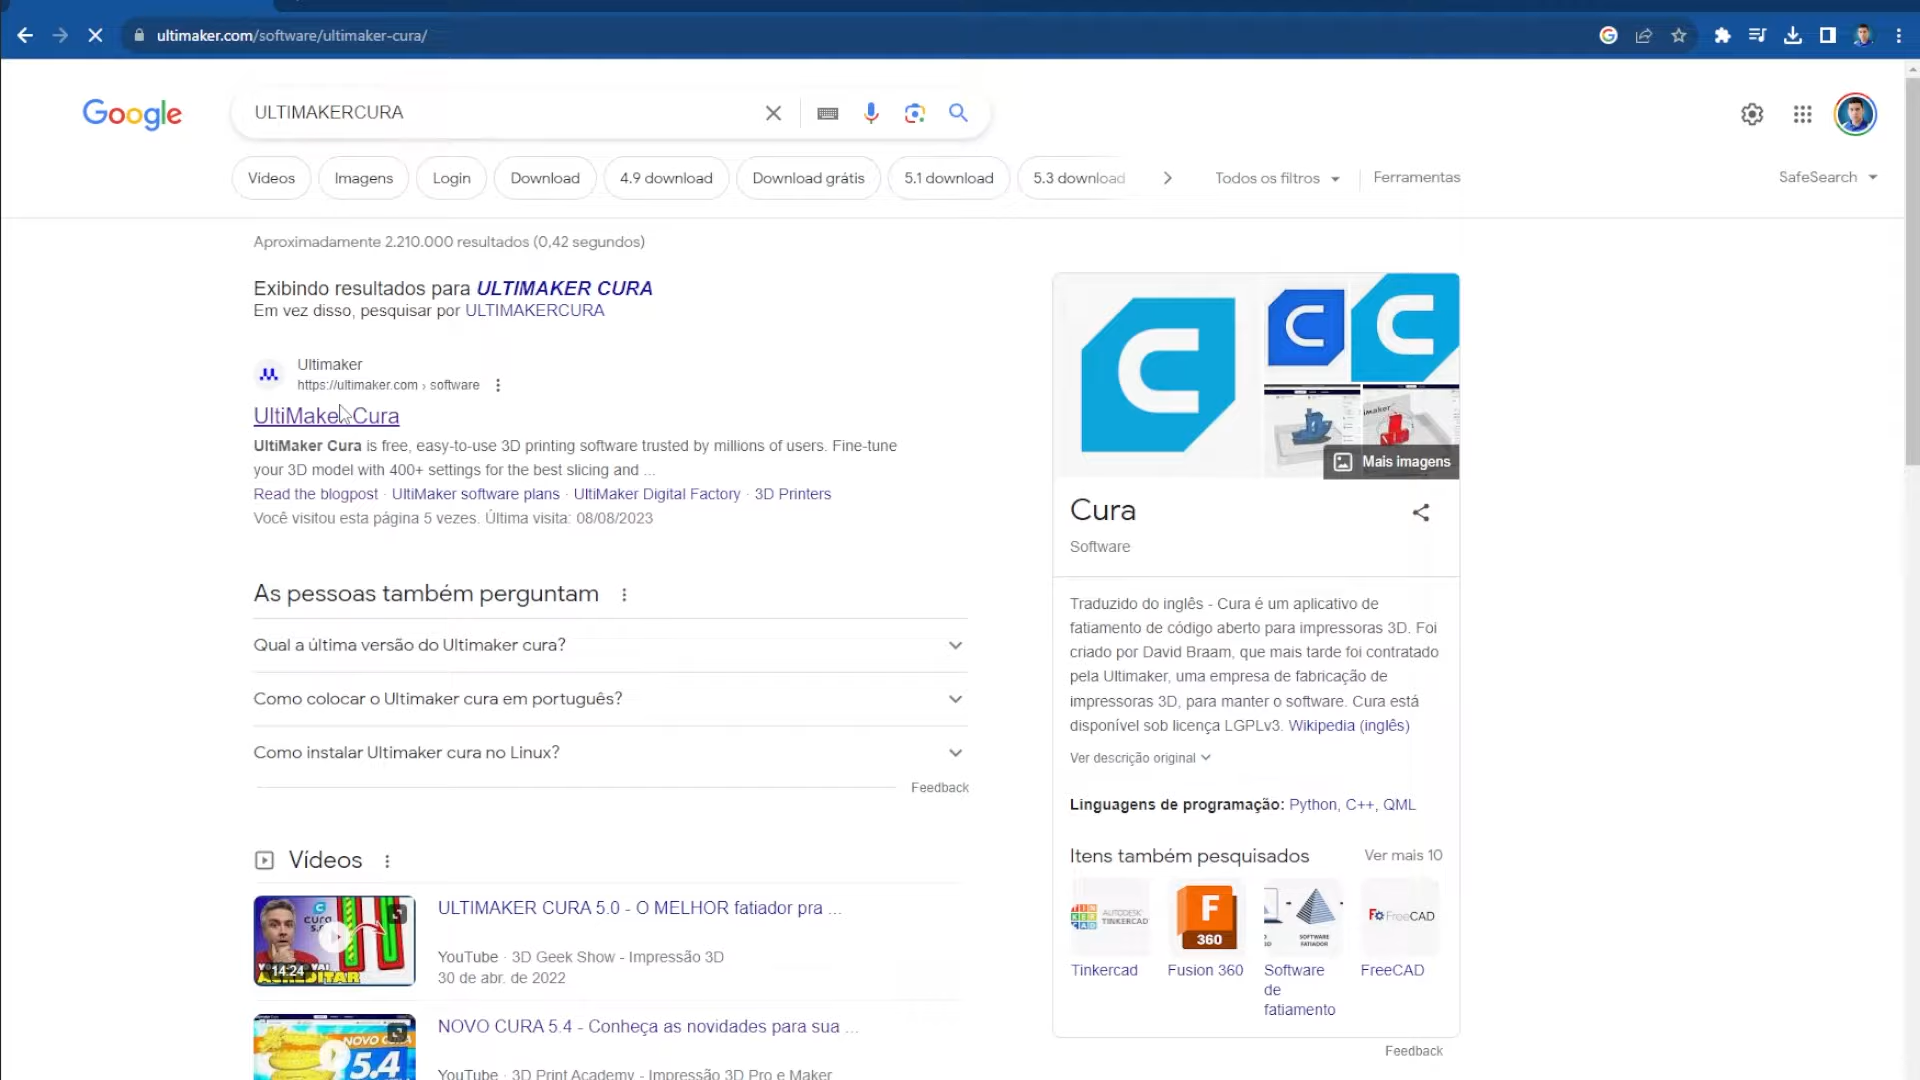 ultimaker.com/software/ultimaker-cura/
Google
ULTIMAKERCURA
Vídeos
Imagens
Login
Download
4.9 download
Download grátis
5.1 download
5.3 download
Todos os filtros
Ferramentas
SafeSearch
Aproximadamente 2.210.000 resultados (0,42 segundos)
Exibindo resultados para ULTIMAKER CURA
Em vez disso, pesquisar por ULTIMAKERCURA
Ultimaker
https://ultimaker.com › software
UltiMaker Cura
UltiMaker Cura is free, easy-to-use 3D printing software trusted by millions of users. Fine-tune
your 3D model with 400+ settings for the best slicing and ...
Read the blogpost · UltiMaker software plans · UltiMaker Digital Factory · 3D Printers
Você visitou esta página 5 vezes. Última visita: 08/08/2023
As pessoas também perguntam
Qual a última versão do Ultimaker cura?
Como colocar o Ultimaker cura em português?
Como instalar Ultimaker cura no Linux?
Feedback
Vídeos
ULTIMAKER CURA 5.0 - O MELHOR fatiador pra ...
YouTube · 3D Geek Show - Impressão 3D
30 de abr. de 2022
14:24
NOVO CURA 5.4 - Conheça as novidades para sua ...
YouTube · 3D Print Academy - Impressão 3D Pro e Maker
NOVO CURA
5.4
Mais imagens
Cura
Software
Traduzido do inglês - Cura é um aplicativo de
fatiamento de código aberto para impressoras 3D. Foi
criado por David Braam, que mais tarde foi contratado
pela Ultimaker, uma empresa de fabricação de
impressoras 3D, para manter o software. Cura está
disponível sob licença LGPLv3. Wikipedia (inglês)
Ver descrição original
Linguagens de programação: Python, C++, QML
Itens também pesquisados
Ver mais 10
AUTODESK
TINKERCAD
F
360
SOFTWARE
FATIADOR
FreeCAD
Tinkercad
Fusion 360
Software
de
fatiamento
FreeCAD
Feedback